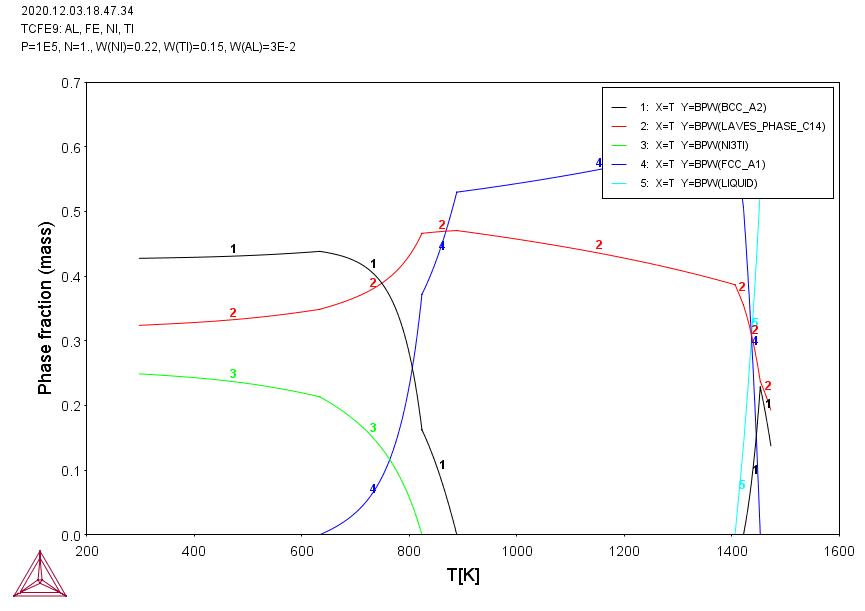 2020.12.03.18.47.34
TCFE9: AL, FE, NI, TI
P=1E5, N=1., W(NI)=0.22, W(TI)=0.15, W(AL)=3E-2
1: X=T Y=BPW(BCC_A2)
2: X=T Y=BPW(LAVES_PHASE_C14)
3: X=T Y=BPW(NI3TI)
4: X=T Y=BPW(FCC_A1)
5: X=T Y=BPW(LIQUID)
Phase fraction (mass)
0.7
0.6
0.5
0.4
0.3
0.2
0.1
0.0
4
1
2
3
1
2
3
4
2
4
1
2
2
5
2
4
2
1
1
5
200 400 600 800 1000 1200 1400 1600
T[K]